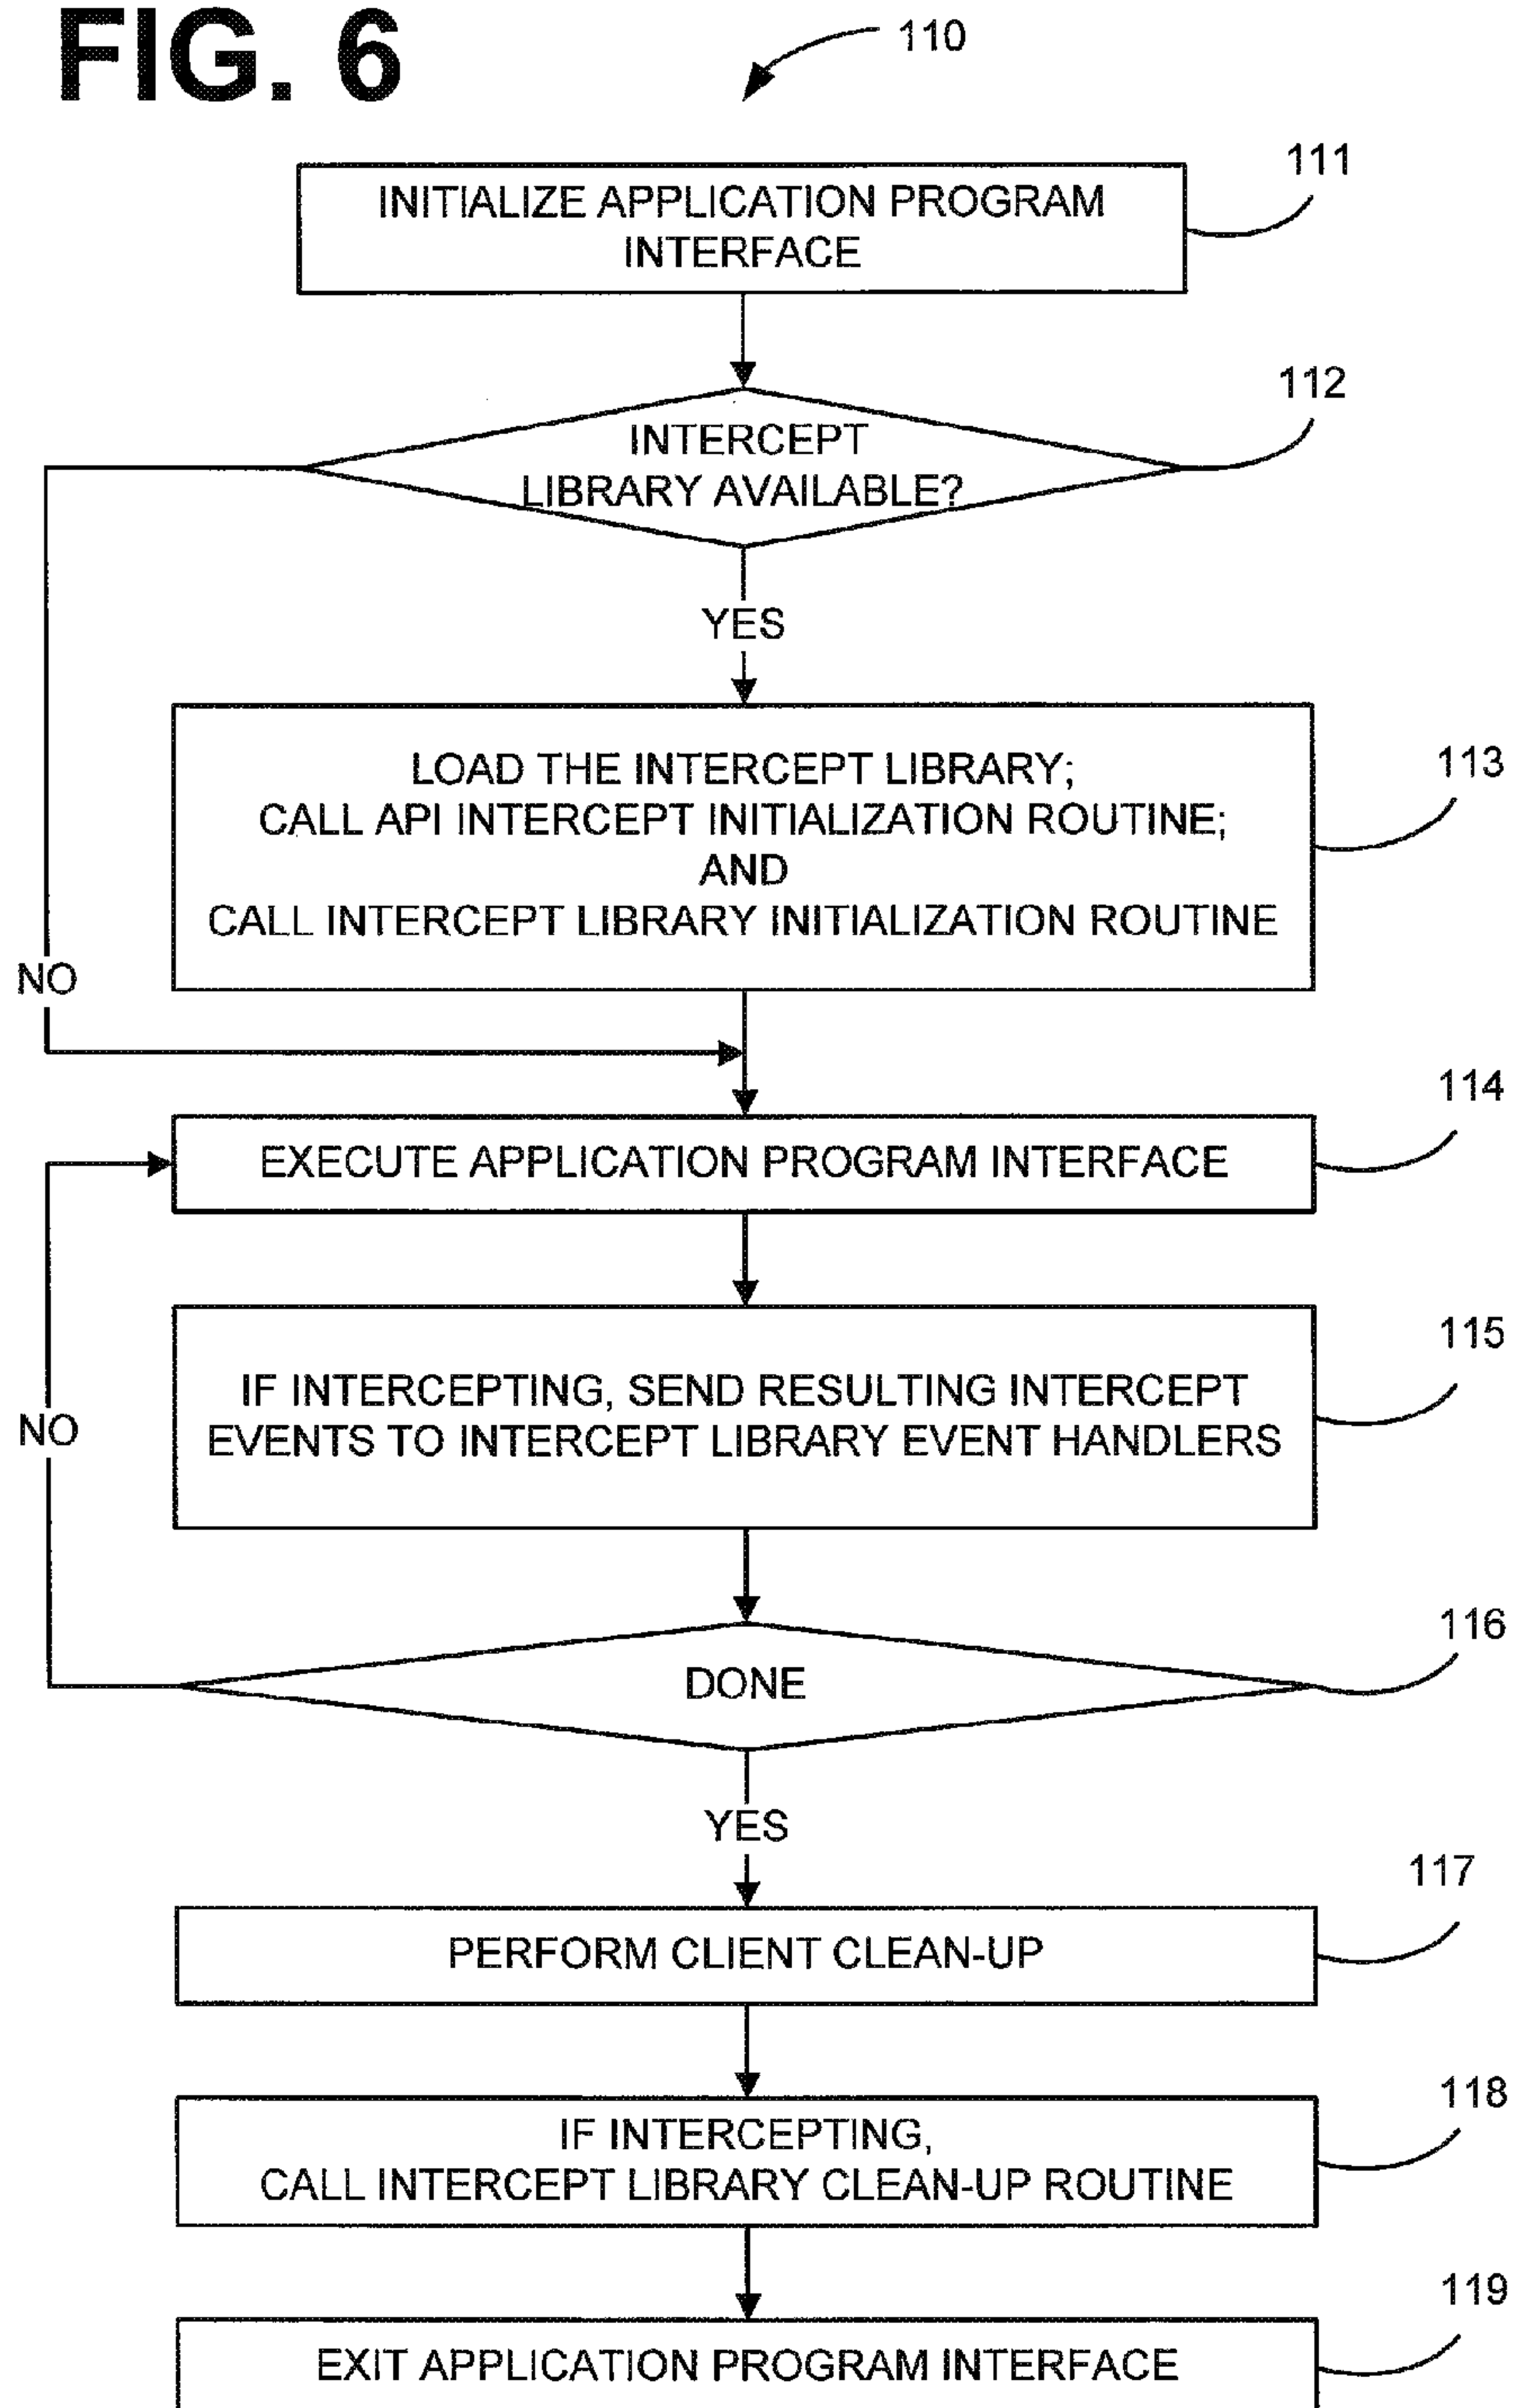 FIG. 6
110
111
INITIALIZE APPLICATION PROGRAM
INTERFACE
112
INTERCEPT
LIBRARY AVAILABLE?
YES
113
LOAD THE INTERCEPT LIBRARY;
CALL API INTERCEPT INITIALIZATION ROUTINE;
AND
CALL INTERCEPT LIBRARY INITIALIZATION ROUTINE
NO
114
EXECUTE APPLICATION PROGRAM INTERFACE
115
IF INTERCEPTING, SEND RESULTING INTERCEPT
EVENTS TO INTERCEPT LIBRARY EVENT HANDLERS
NO
116
DONE
YES
117
PERFORM CLIENT CLEAN-UP
118
IF INTERCEPTING,
CALL INTERCEPT LIBRARY CLEAN-UP ROUTINE
119
EXIT APPLICATION PROGRAM INTERFACE